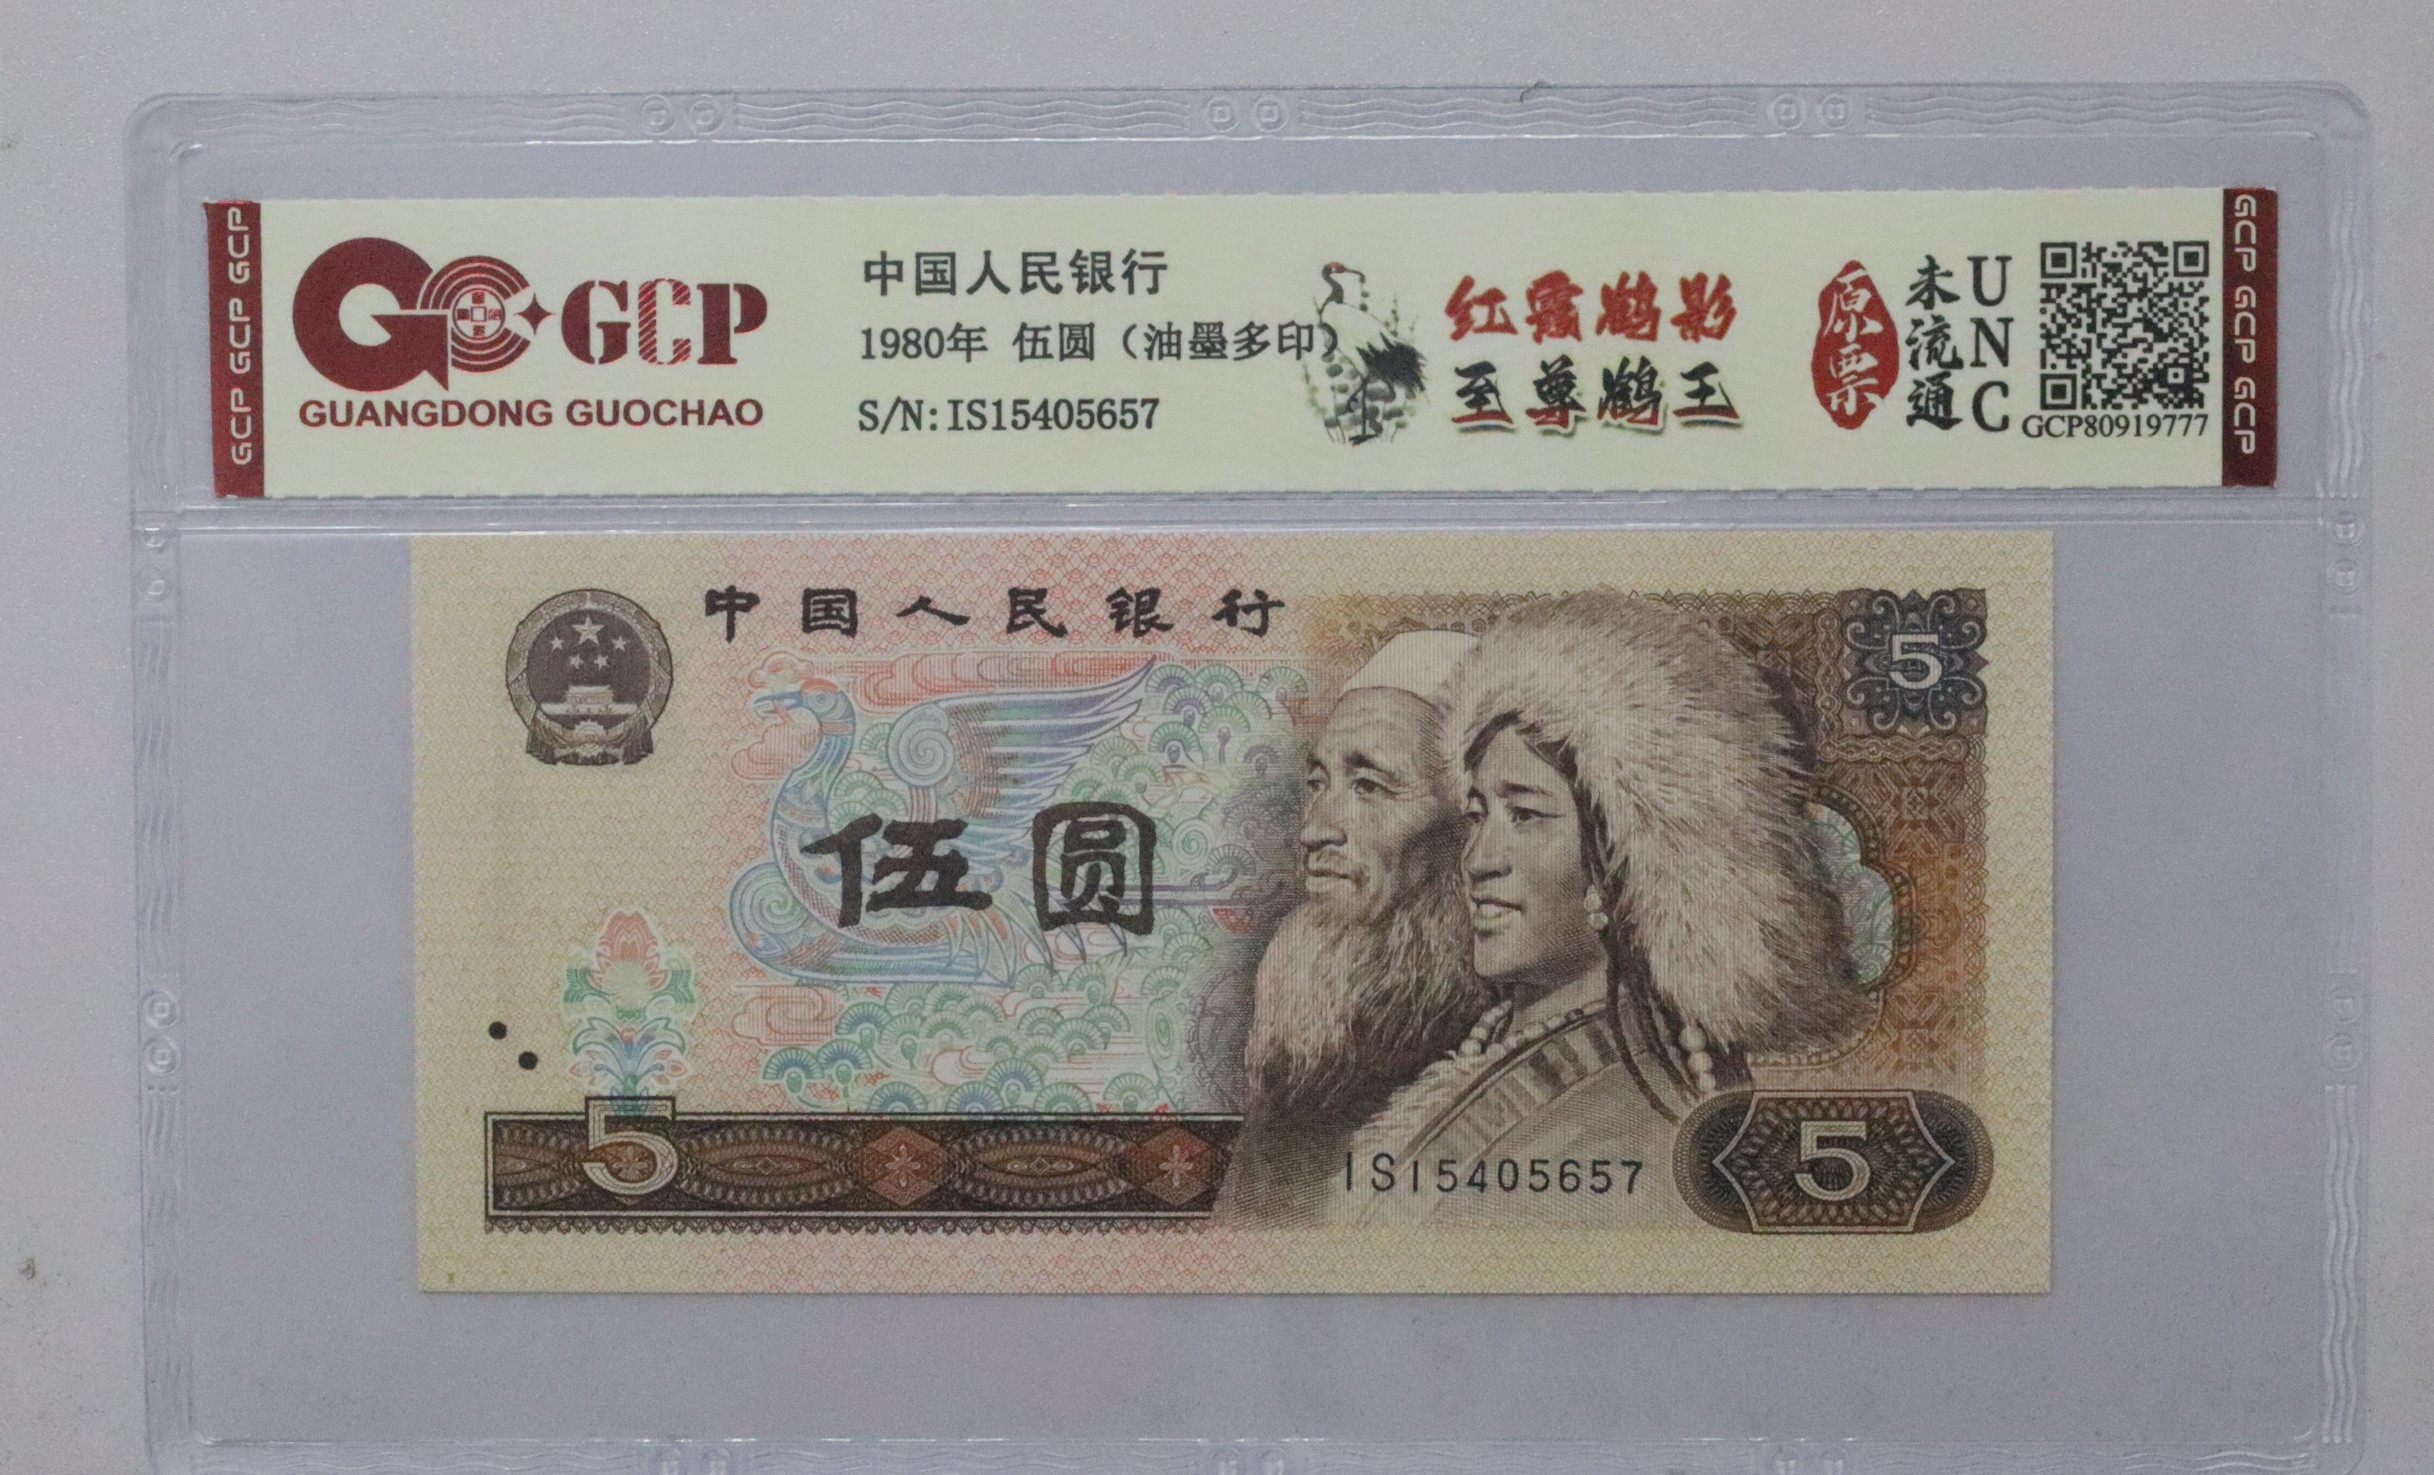 GCP GCP GCP
GCP
GUANGDONG GUOCHAO
中国人民银行
1980年 伍圆（油墨多印）
S/N: IS15405657
红霞鹤影
至尊鹤王
原票
未流通
UNC
GCP80919777
GCP GCP GCP
中国人民银行
5
伍圆
5
IS15405657
5